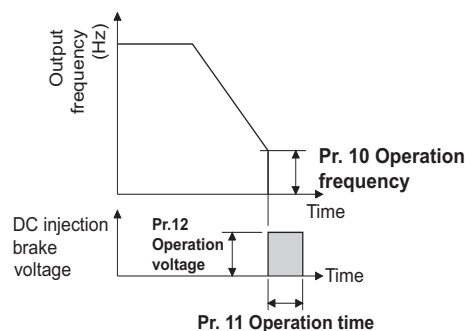 Output
frequency
(Hz)
Pr. 10 Operation
frequency
Time
DC injection
brake
voltage
Pr.12
Operation
voltage
Time
Pr. 11 Operation time